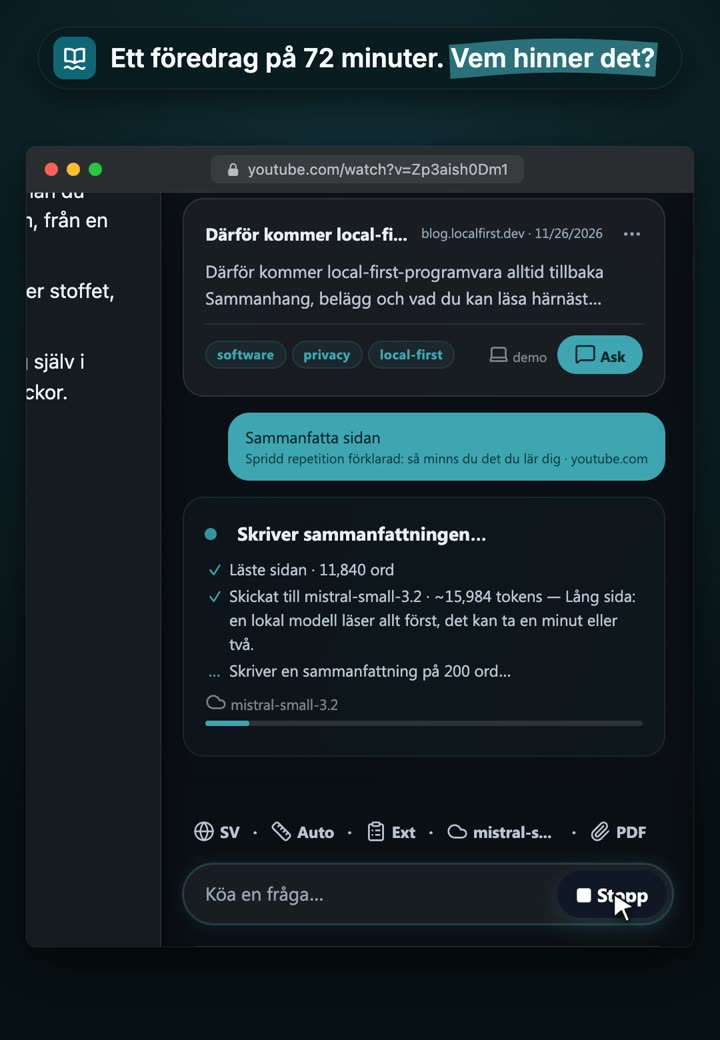 Ett föredrag på 72 minuter. Vem hinner det?
youtube.com/watch?v=Zp3aish0Dm1
du
, från en
er stoffet,
själv i
ckor.
Därför kommer local-fi... blog.localfirst.dev · 11/26/2026 ...
Därför kommer local-first-programvara alltid tillbaka
Sammanhang, belägg och vad du kan läsa härnäst...
software privacy local-first demo Ask
Sammanfatta sidan
Spridd repetition förklarad: så minns du det du lär dig · youtube.com
Skriver sammanfattningen...
✓ Läste sidan · 11,840 ord
✓ Skickat till mistral-small-3.2 · ~15,984 tokens — Lång sida:
en lokal modell läser allt först, det kan ta en minut eller
två.
... Skriver en sammanfattning på 200 ord...
mistral-small-3.2
SV · Auto · Ext · mistral-s... · PDF
Köa en fråga... Stopp